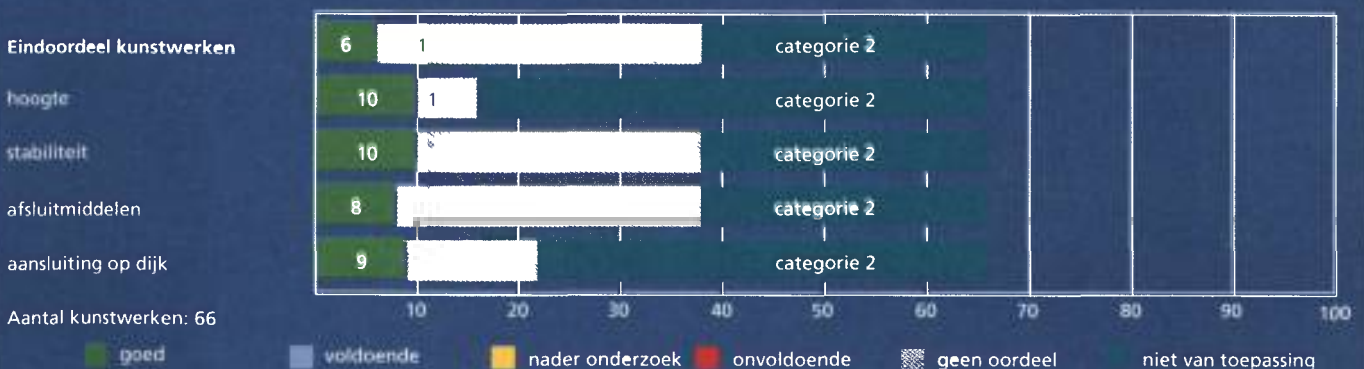 Eindoordeel kunstwerken 6 1 categorie 2
hoogte 10 1 categorie 2
stabiliteit 10 categorie 2
afsluitmiddelen 8 categorie 2
aansluiting op dijk 9 categorie 2
Aantal kunstwerken: 66 10 20 30 40 50 60 70 80 90 100
goed voldoende nader onderzoek onvoldoende geen oordeel niet van toepassing